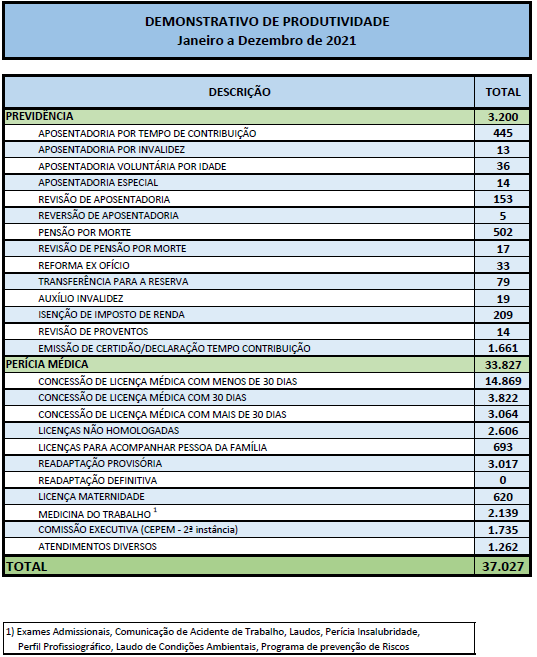 DEMONSTRATIVO DE PRODUTIVIDADE
Janeiro a Dezembro de 2021
DESCRIÇÃO TOTAL
PREVIDÊNCIA 3.200
APOSENTADORIA POR TEMPO DE CONTRIBUIÇÃO 445
APOSENTADORIA POR INVALIDEZ 13
APOSENTADORIA VOLUNTÁRIA POR IDADE 36
APOSENTADORIA ESPECIAL 14
REVISÃO DE APOSENTADORIA 153
REVERSÃO DE APOSENTADORIA 5
PENSÃO POR MORTE 502
REVISÃO DE PENSÃO POR MORTE 17
REFORMA EX OFÍCIO 33
TRANSFERÊNCIA PARA A RESERVA 79
AUXÍLIO INVALIDEZ 19
ISENÇÃO DE IMPOSTO DE RENDA 209
REVISÃO DE PROVENTOS 14
EMISSÃO DE CERTIDÃO/DECLARAÇÃO TEMPO CONTRIBUIÇÃO 1.661
PERÍCIA MÉDICA 33.827
CONCESSÃO DE LICENÇA MÉDICA COM MENOS DE 30 DIAS 14.869
CONCESSÃO DE LICENÇA MÉDICA COM 30 DIAS 3.822
CONCESSÃO DE LICENÇA MÉDICA COM MAIS DE 30 DIAS 3.064
LICENÇAS NÃO HOMOLOGADAS 2.606
LICENÇAS PARA ACOMPANHAR PESSOA DA FAMÍLIA 693
READAPTAÇÃO PROVISÓRIA 3.017
READAPTAÇÃO DEFINITIVA 0
LICENÇA MATERNIDADE 620
MEDICINA DO TRABALHO ¹ 2.139
COMISSÃO EXECUTIVA (CEPEM - 2ª instância) 1.735
ATENDIMENTOS DIVERSOS 1.262
TOTAL 37.027
1) Exames Admissionais, Comunicação de Acidente de Trabalho, Laudos, Perícia Insalubridade,
Perfil Profissiográfico, Laudo de Condições Ambientais, Programa de prevenção de Riscos